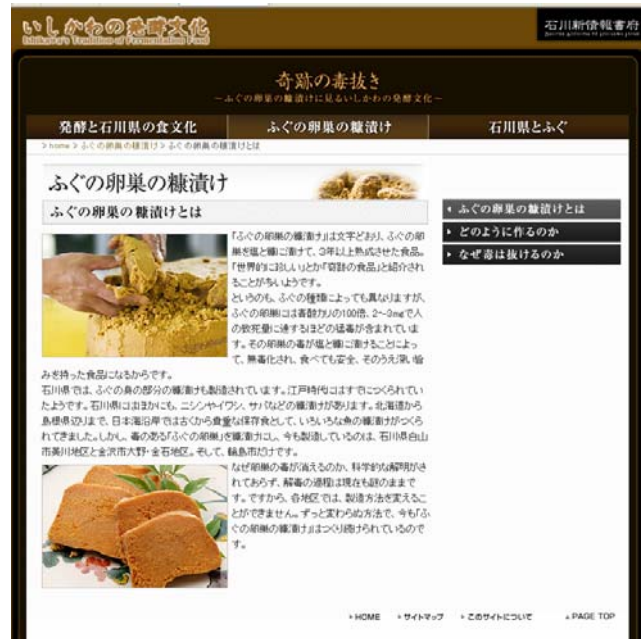 いしかわの発酵文化
Ishikawa's Tradition of Fermentation Food
石川新情報書府
奇跡の毒抜き
～ふぐの卵巣の糠漬けに見るいしかわの発酵文化～
発酵と石川県の食文化
ふぐの卵巣の糠漬け
石川県とふぐ
> home > ふぐの卵巣の糠漬け > ふぐの卵巣の糠漬けとは
ふぐの卵巣の糠漬け
ふぐの卵巣の糠漬けとは
「ふぐの卵巣の糠漬け」は文字どおり、ふぐの卵
巣を塩と糠に漬けて、3年以上熟成させた食品。
「世界的に珍しい」とか「奇跡の食品」と紹介され
ることが多いようです。
というのも、ふぐの種類によっても異なりますが、
ふぐの卵巣には青酸カリの100倍、2～3mgで人
の致死量に達するほどの猛毒が含まれていま
す。その卵巣の毒が塩と糠に漬けることによっ
て、無毒化され、食べても安全、そのうえ深い旨
みを持った食品になるからです。
石川県では、ふぐの身の部分の糠漬けも製造されています。江戸時代にはすでにつくられてい
たようです。石川県にはほかにも、ニシンやイワシ、サバなどの糠漬けがあります。北海道から
島根県辺りまで、日本海沿岸では古くから貴重な保存食として、いろいろな魚の糠漬けがつくら
れてきました。しかし、毒のある「ふぐの卵巣」を糠漬けにし、今も製造しているのは、石川県白山
市美川地区と金沢市大野・金石地区。そして、輪島市だけです。
なぜ卵巣の毒が消えるのか、科学的な解明がさ
れておらず、解毒の過程は現在も謎のままで
す。ですから、各地区では、製造方法を変えるこ
とができません。ずっと変わらぬ方法で、今も「ふ
ぐの卵巣の糠漬け」はつくり続けられているので
す。
ふぐの卵巣の糠漬けとは
どのように作るのか
なぜ毒は抜けるのか
HOME サイトマップ このサイトについて PAGE TOP